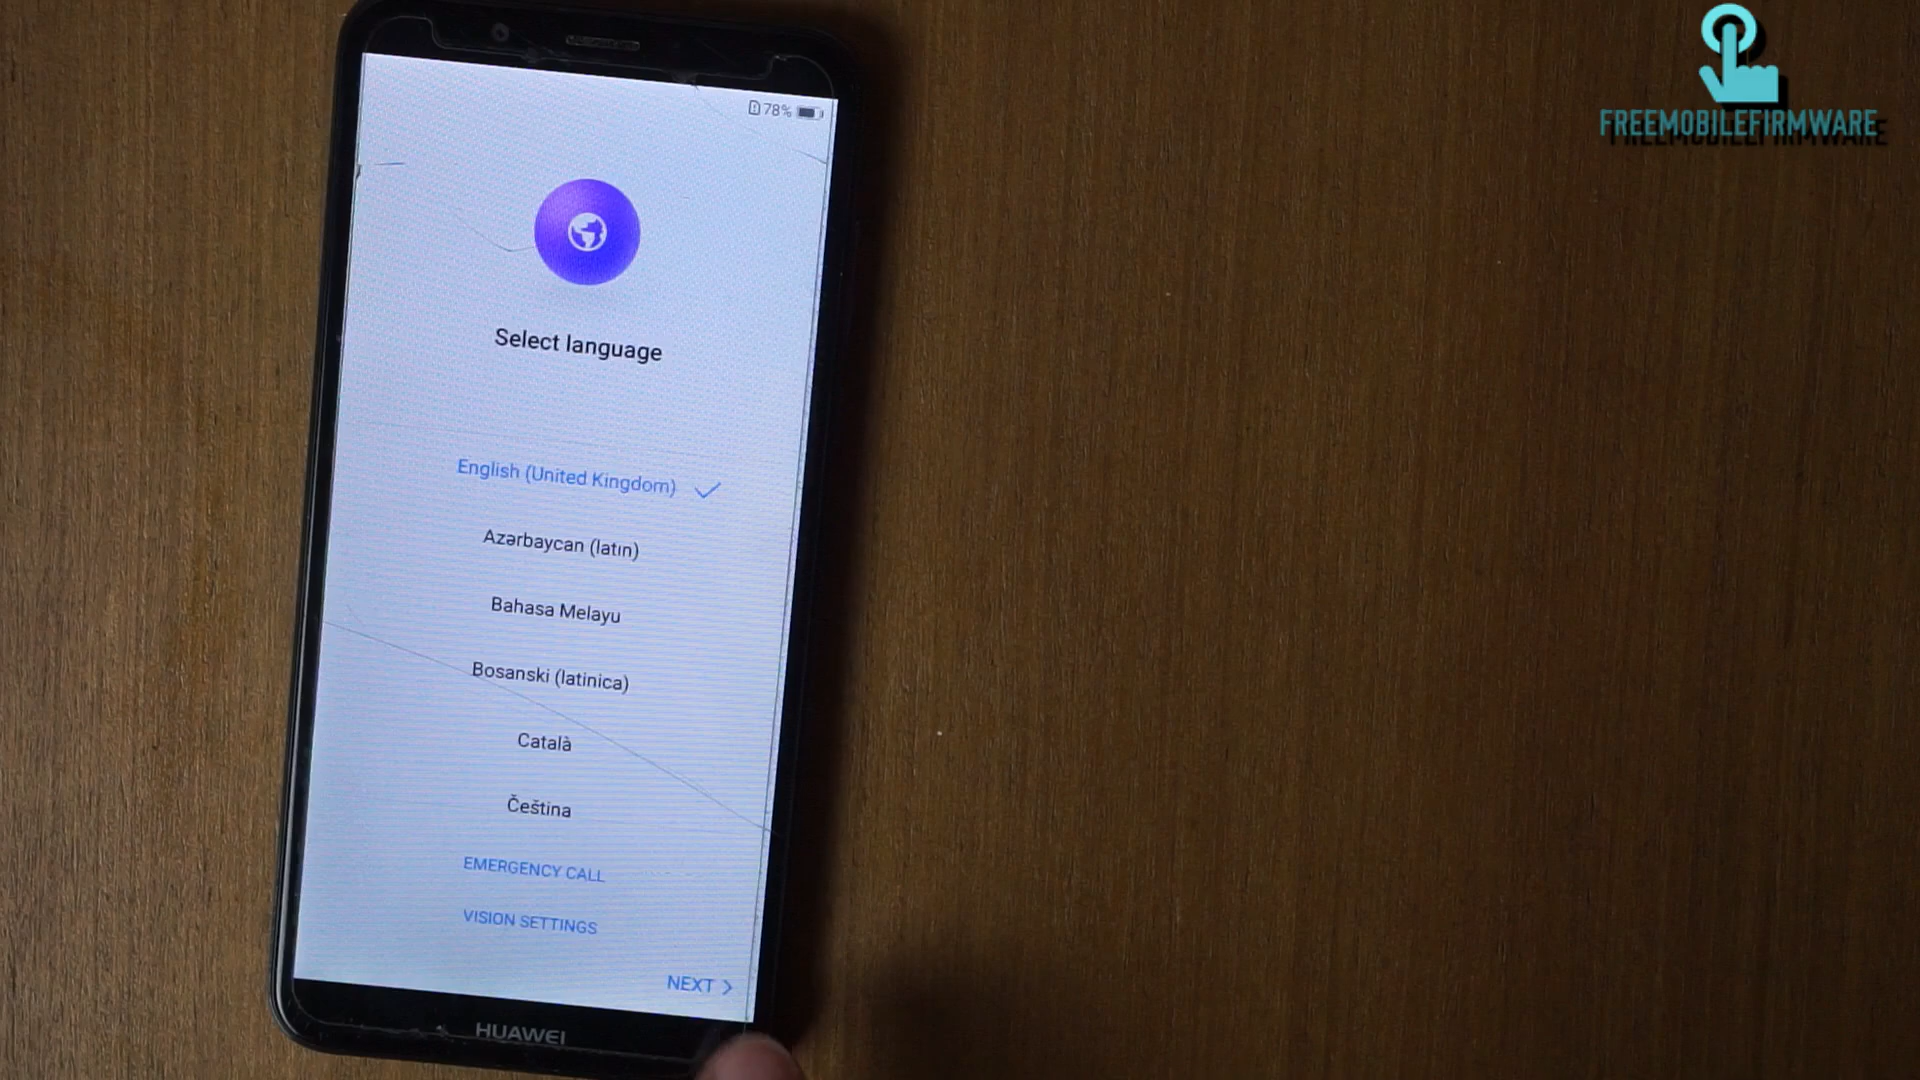 FREEMOBILEFIRMWARE
78%
Select language
English (United Kingdom)
Azərbaycan (latın)
Bahasa Melayu
Bosanski (latinica)
Català
Čeština
EMERGENCY CALL
VISION SETTINGS
NEXT >
HUAWEI